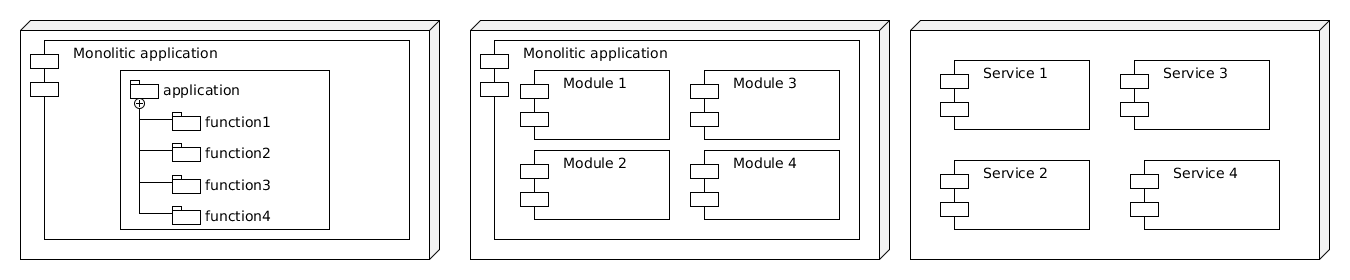 Monolitic application
application
function1
function2
function3
function4
Monolitic application
Module 1
Module 3
Module 2
Module 4
Service 1
Service 3
Service 2
Service 4